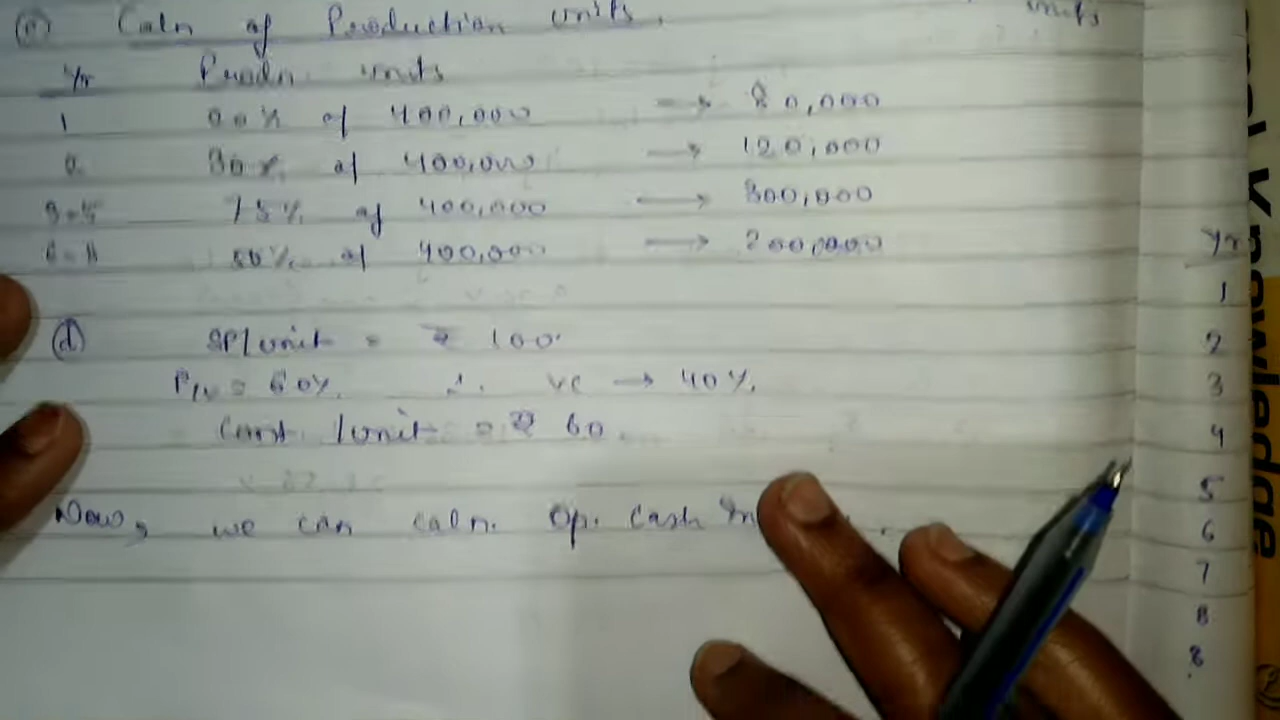 (c) Caln of Production units.
units
Yr Prodn. units
1 20% of 400,000 → 80,000
2 30% of 400,000 → 120,000
3-5 75% of 400,000 → 300,000
50% of 400,000 → 200,000
(d) SP/unit = ₹ 100.
P/V = 60%. ∴ VC → 40%.
/unit = ₹ 60.
Now, we can caln. Op. Cash
Yr
1
2
3
4
5
6
7
8
8
Knowledge